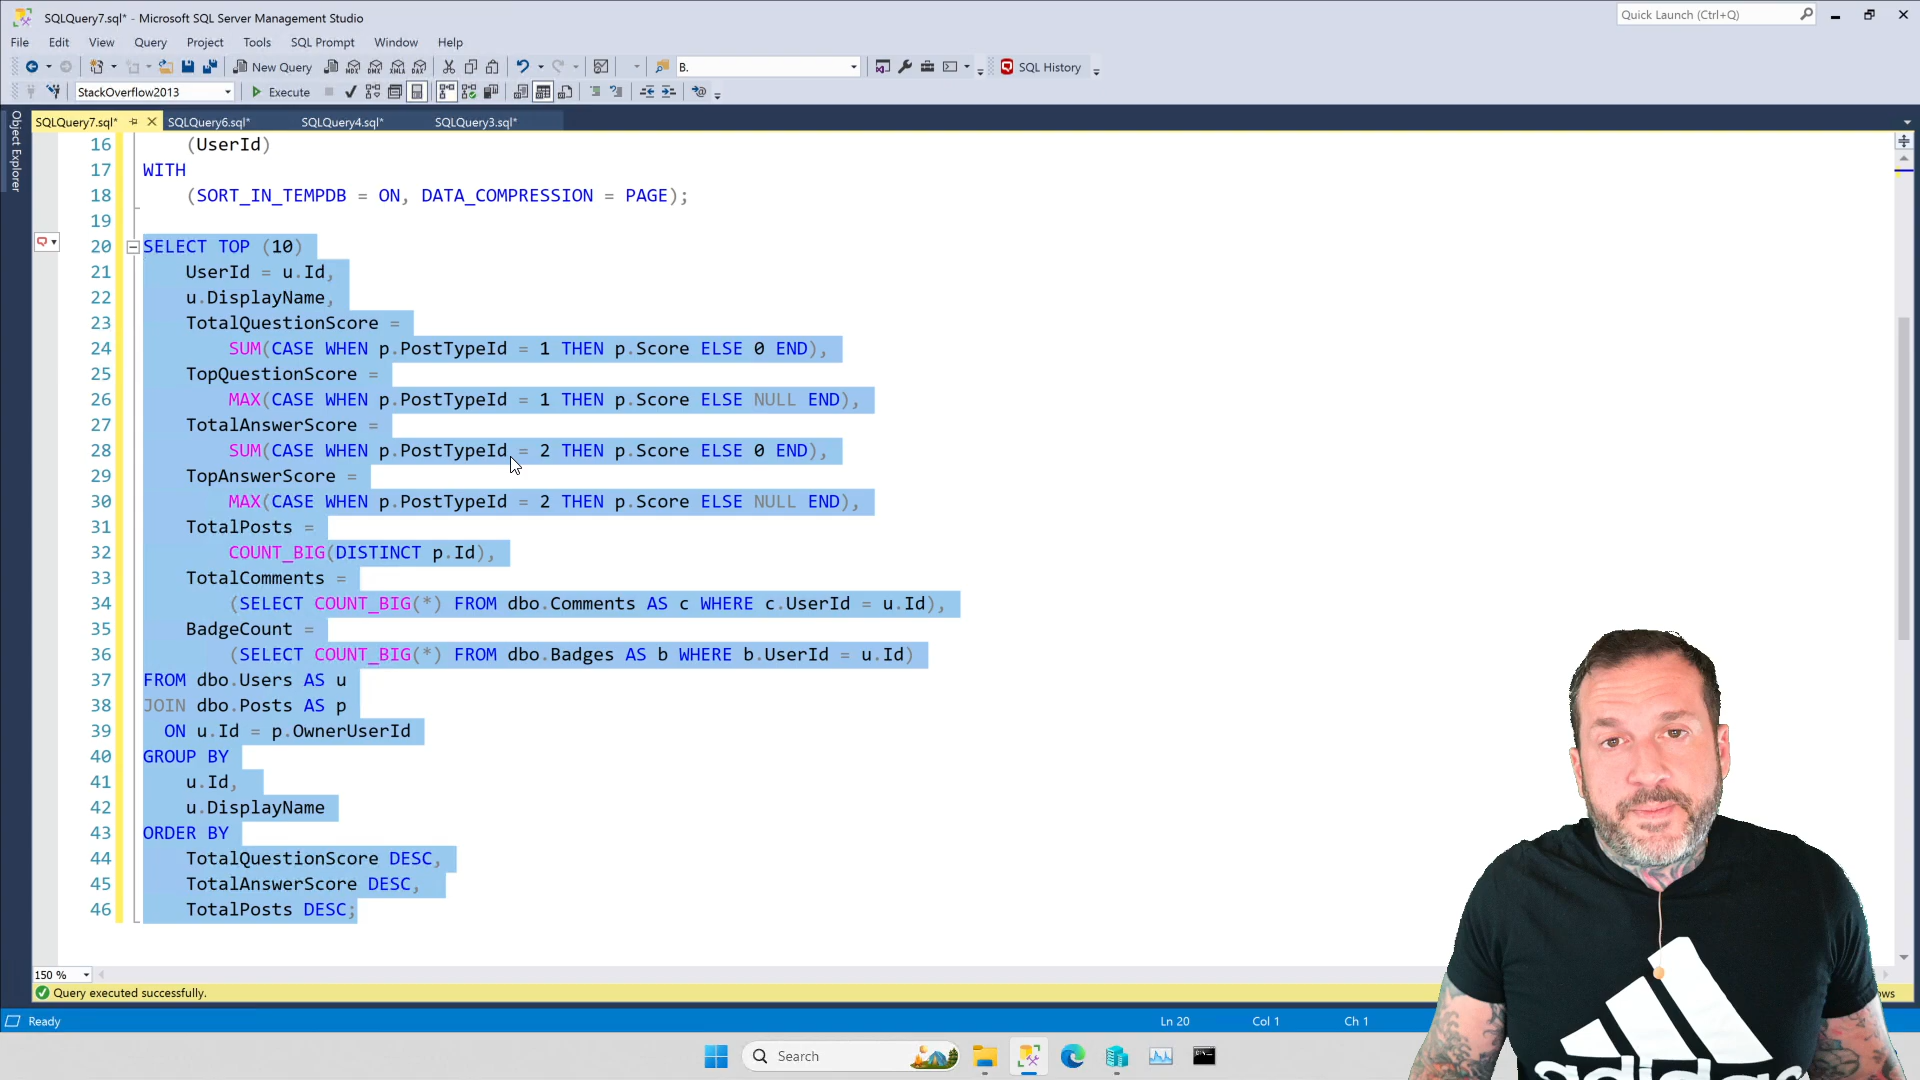 SQLQuery7.sql* - Microsoft SQL Server Management Studio
Quick Launch (Ctrl+Q)
File Edit View Query Project Tools SQL Prompt Window Help
New Query MDX DMX XMLA DAX B. SQL History
StackOverflow2013 Execute
SQLQuery7.sql* SQLQuery6.sql* SQLQuery4.sql* SQLQuery3.sql*
Object Explorer
16 (UserId)
17 WITH
18 (SORT_IN_TEMPDB = ON, DATA_COMPRESSION = PAGE);
19
20 SELECT TOP (10)
21 UserId = u.Id,
22 u.DisplayName,
23 TotalQuestionScore =
24 SUM(CASE WHEN p.PostTypeId = 1 THEN p.Score ELSE 0 END),
25 TopQuestionScore =
26 MAX(CASE WHEN p.PostTypeId = 1 THEN p.Score ELSE NULL END),
27 TotalAnswerScore =
28 SUM(CASE WHEN p.PostTypeId = 2 THEN p.Score ELSE 0 END),
29 TopAnswerScore =
30 MAX(CASE WHEN p.PostTypeId = 2 THEN p.Score ELSE NULL END),
31 TotalPosts =
32 COUNT_BIG(DISTINCT p.Id),
33 TotalComments =
34 (SELECT COUNT_BIG(*) FROM dbo.Comments AS c WHERE c.UserId = u.Id),
35 BadgeCount =
36 (SELECT COUNT_BIG(*) FROM dbo.Badges AS b WHERE b.UserId = u.Id)
37 FROM dbo.Users AS u
38 JOIN dbo.Posts AS p
39 ON u.Id = p.OwnerUserId
40 GROUP BY
41 u.Id,
42 u.DisplayName
43 ORDER BY
44 TotalQuestionScore DESC,
45 TotalAnswerScore DESC,
46 TotalPosts DESC;
150 %
Query executed successfully.
Ready Ln 20 Col 1 Ch 1
Search
adidas